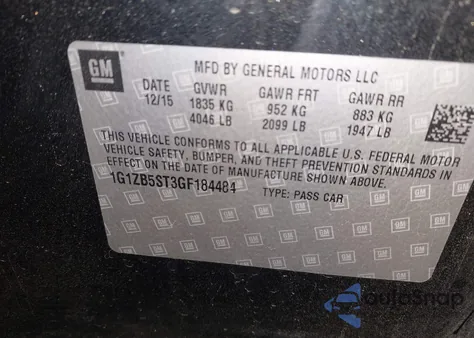 GM
MFD BY GENERAL MOTORS LLC
DATE GVWR GAWR FRT GAWR RR
12/15 1835 KG 952 KG 883 KG
4046 LB 2099 LB 1947 LB
THIS VEHICLE CONFORMS TO ALL APPLICABLE U.S. FEDERAL MOTOR
VEHICLE SAFETY, BUMPER, AND THEFT PREVENTION STANDARDS IN
EFFECT ON THE DATE OF MANUFACTURE SHOWN ABOVE.
1G1ZB5ST3GF184484 TYPE: PASS CAR
autoSnap